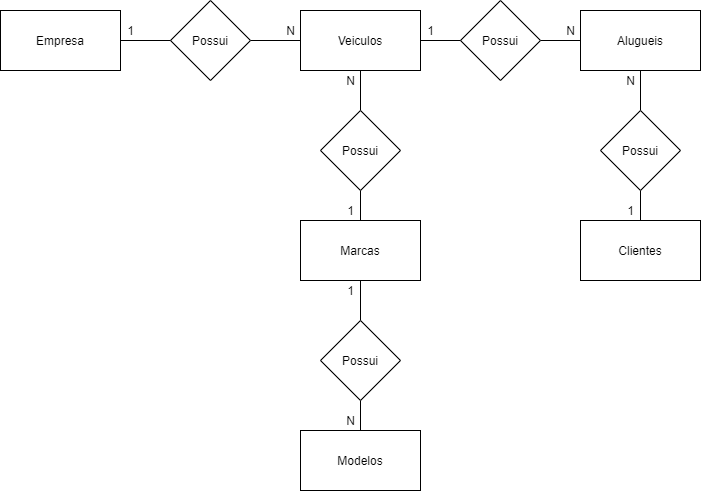 Empresa
1
Possui
N
Veiculos
1
Possui
N
Alugueis
N
Possui
1
Marcas
1
Possui
N
Modelos
N
Possui
1
Clientes